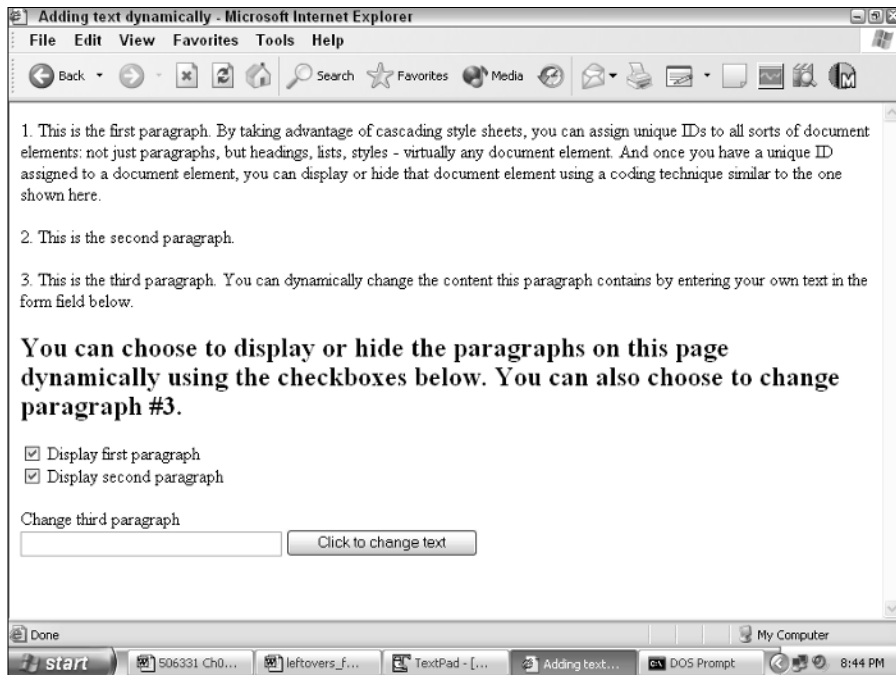 Adding text dynamically - Microsoft Internet Explorer
File Edit View Favorites Tools Help
Back Search Favorites Media
1. This is the first paragraph. By taking advantage of cascading style sheets, you can assign unique IDs to all sorts of document
elements: not just paragraphs, but headings, lists, styles - virtually any document element. And once you have a unique ID
assigned to a document element, you can display or hide that document element using a coding technique similar to the one
shown here.
2. This is the second paragraph.
3. This is the third paragraph. You can dynamically change the content this paragraph contains by entering your own text in the
form field below.
You can choose to display or hide the paragraphs on this page
dynamically using the checkboxes below. You can also choose to change
paragraph #3.
Display first paragraph
Display second paragraph
Change third paragraph
Click to change text
Done My Computer
start 506331 Ch0... leftovers_f... TextPad - [... Adding text... DOS Prompt 8:44 PM